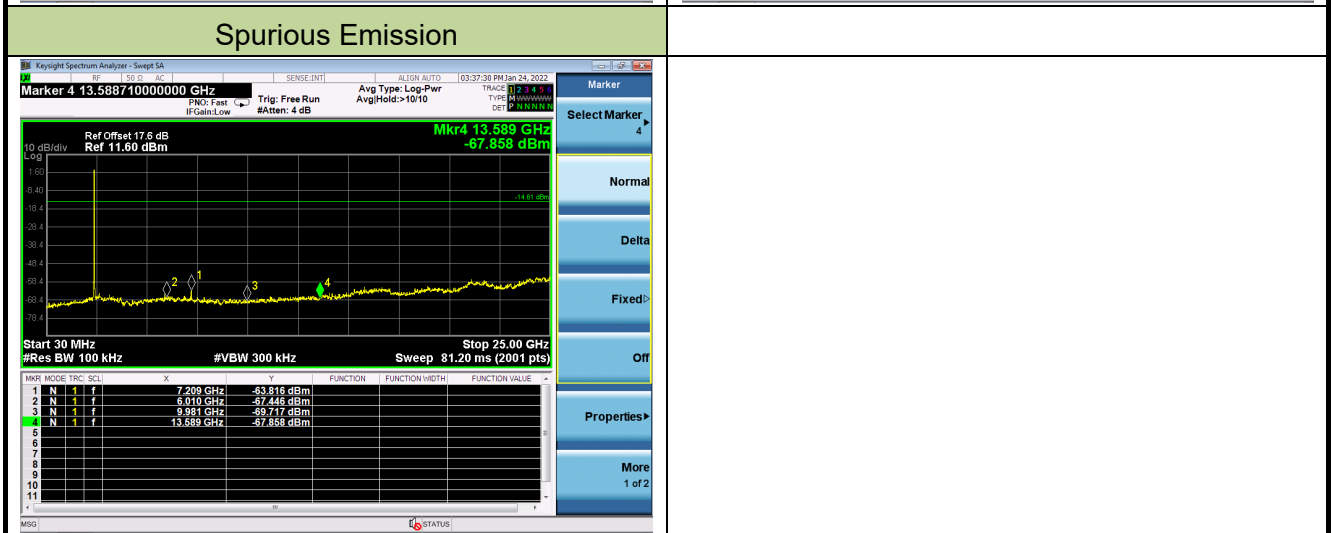 Spurious Emission
Keysight Spectrum Analyzer - Swept SA
RF 50 Ω AC SENSE:INT ALIGN AUTO 03:37:30 PM Jan 24, 2022
Marker 4 13.588710000000 GHz
PNO: Fast
IFGain:Low
Trig: Free Run
#Atten: 4 dB
Avg Type: Log-Pwr
Avg|Hold:>10/10
TRACE 1 2 3 4 5 6
TYPE M
DET P N N N N N
Marker
Select Marker
4
Normal
Delta
Fixed
Off
Properties
More
1 of 2
Mkr4 13.589 GHz
-67.858 dBm
Ref Offset 17.6 dB
10 dB/div Ref 11.60 dBm
Log
1.60
-8.40
-18.4
-28.4
-38.4
-48.4
-58.4
-68.4
-78.4
-14.61 dBm
2 1 3 4
Start 30 MHz Stop 25.00 GHz
#Res BW 100 kHz #VBW 300 kHz Sweep 81.20 ms (2001 pts)
MKR MODE TRC SCL X Y FUNCTION FUNCTION WIDTH FUNCTION VALUE
1 N 1 f 7.209 GHz -63.816 dBm
2 N 1 f 6.010 GHz -67.446 dBm
3 N 1 f 9.981 GHz -69.717 dBm
4 N 1 f 13.589 GHz -67.858 dBm
5
6
7
8
9
10
11
MSG STATUS